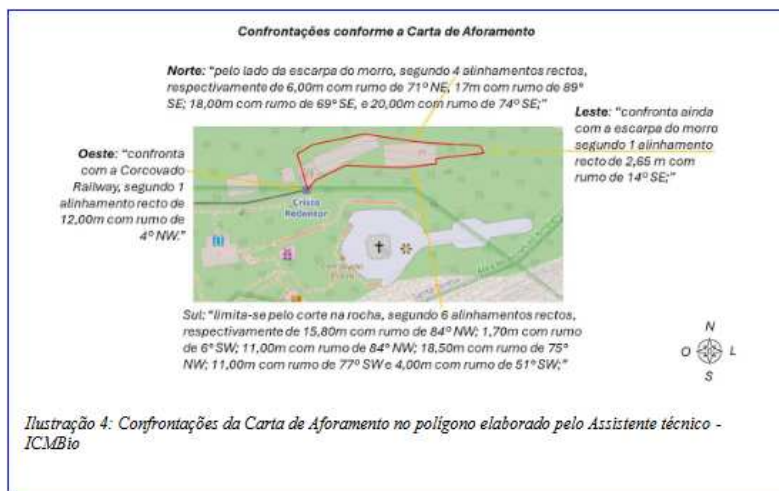 Confrontações conforme a Carta de Aforamento
Norte: “pelo lado da escarpa do morro, segundo 4 alinhamentos rectos,
respectivamente de 6,00m com rumo de 71º NE, 17m com rumo de 89º
SE; 18,00m com rumo de 69º SE, e 20,00m com rumo de 74º SE;”
Leste: “confronta ainda
com a escarpa do morro
segundo 1 alinhamento
recto de 2,65 m com
rumo de 14º SE;”
Oeste: “confronta
com a Corcovado
Railway, segundo 1
alinhamento recto de
12,00m com rumo de
4º NW.”
Cristo
Redentor
Sul: “limita-se pelo corte na rocha, segundo 6 alinhamentos rectos,
respectivamente de 15,80m com rumo de 84º NW; 1,70m com rumo
de 6º SW; 11,00m com rumo de 84º NW; 18,50m com rumo de 75º
NW; 11,00m com rumo de 77º SW e 4,00m com rumo de 51º SW;”
N
O
L
S
Ilustração 4: Confrontações da Carta de Aforamento no polígono elaborado pelo Assistente técnico -
ICMBio